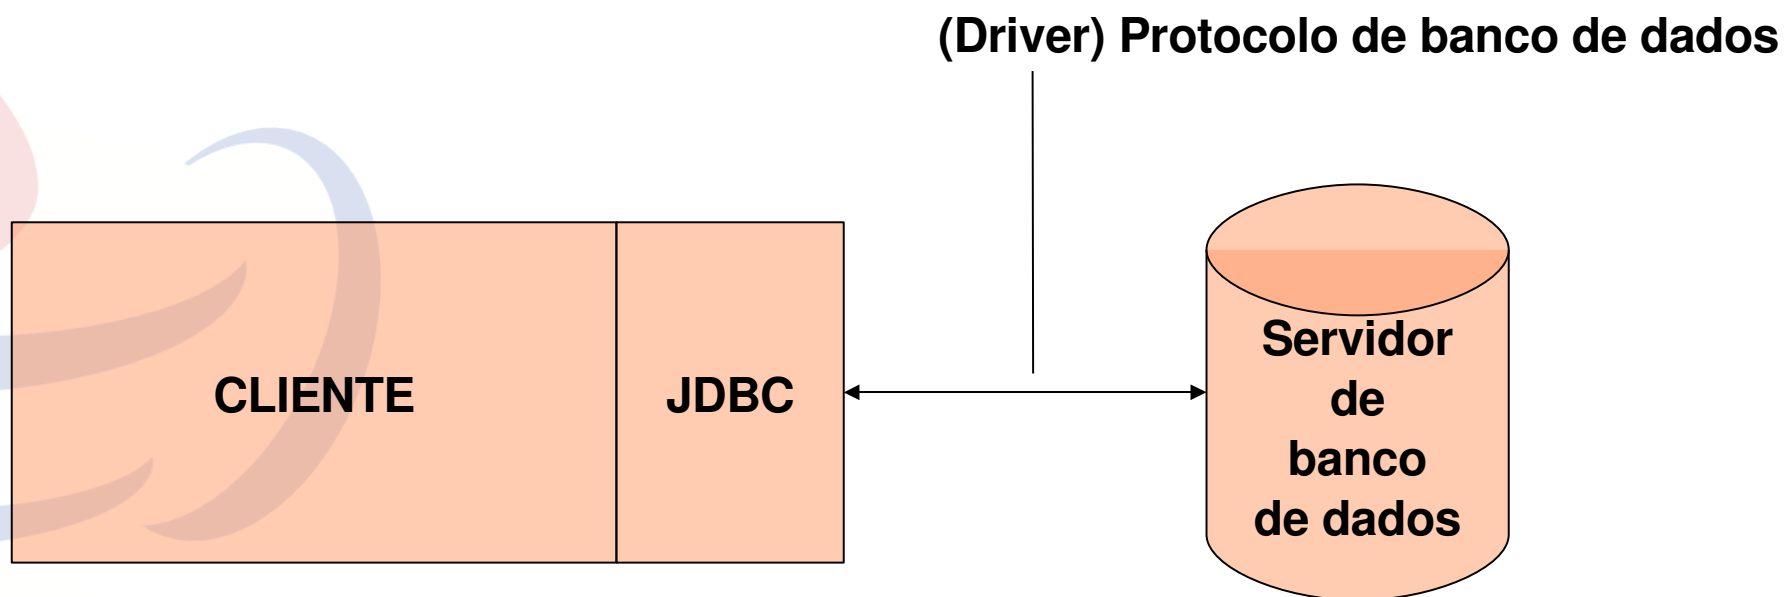 (Driver) Protocolo de banco de dados
CLIENTE
JDBC
Servidor
de
banco
de dados